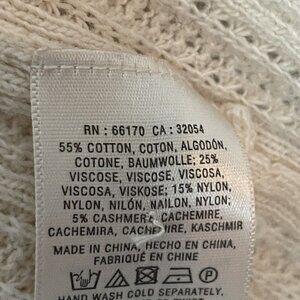 RN : 66170 CA : 32054
55% COTTON, COTON, ALGODÓN,
COTONE, BAUMWOLLE; 25%
VISCOSE, VISCOSE, VISCOSA,
VISCOSA, VISKOSE; 15% NYLON,
NYLON, NILÓN, NAILON, NYLON;
5% CASHMERE, CACHEMIRE,
CACHEMIRA, CACHEMIRE, KASCHMIR
MADE IN CHINA, HECHO EN CHINA,
FABRIQUÉ EN CHINE
HAND WASH COLD SEPARATELY,